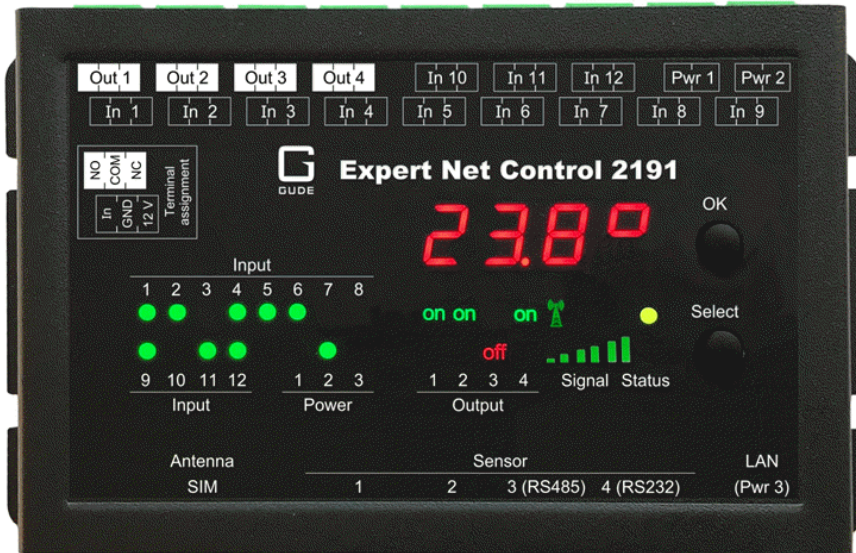 Out 1 Out 2 Out 3 Out 4 In 10 In 11 In 12 Pwr 1 Pwr 2
In 1 In 2 In 3 In 4 In 5 In 6 In 7 In 8 In 9
NO COM NC
In GND 12 V
Terminal assignment
GUDE Expert Net Control 2191
23.8°
OK
Input
1 2 3 4 5 6 7 8
on on on
Select
off
9 10 11 12 1 2 3 1 2 3 4 Signal Status
Input Power Output
Antenna Sensor LAN
SIM 1 2 3 (RS485) 4 (RS232) (Pwr 3)